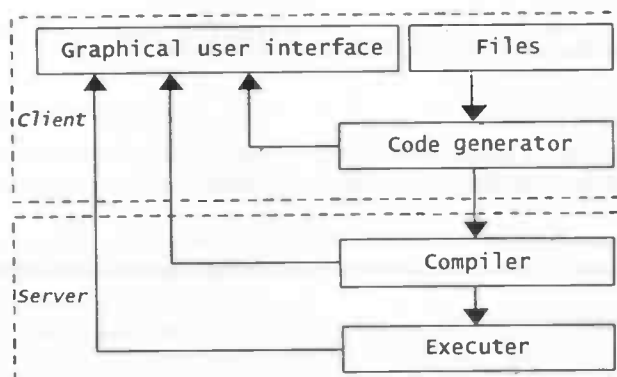 Graphical user interface
Files
Client
Code generator
Compiler
Server
Executer